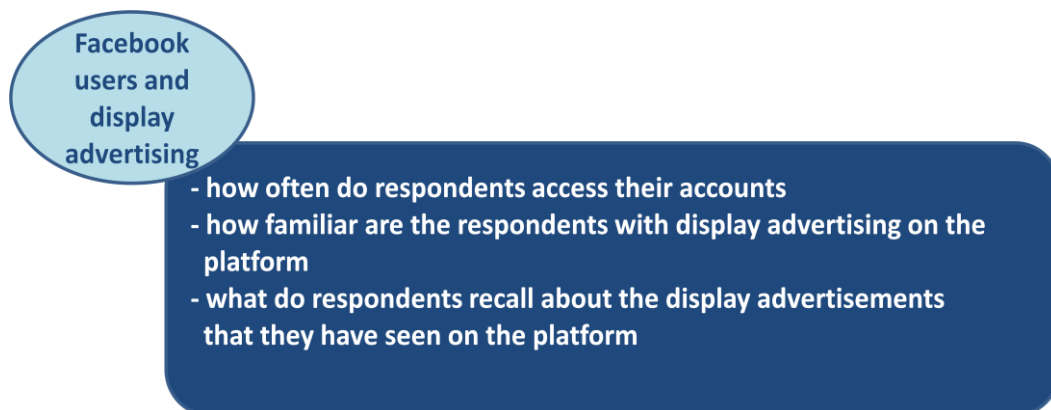 Facebook
users and
display
advertising
- how often do respondents access their accounts
- how familiar are the respondents with display advertising on the
platform
- what do respondents recall about the display advertisements
that they have seen on the platform